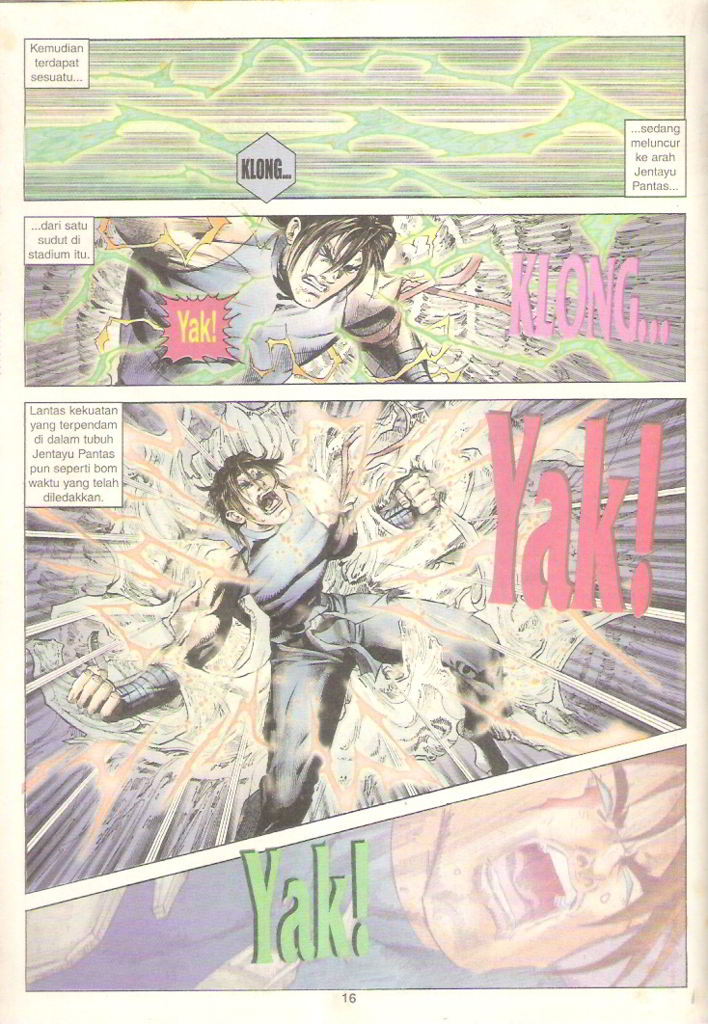 Kemudian
terdapat
sesuatu...
KLONG...
...sedang
meluncur
ke arah
Jentayu
Pantas...
...dari satu
sudut di
stadium itu.
Yak!
KLONG...
Lantas kekuatan
yang terpendam
di dalam tubuh
Jentayu Pantas
pun seperti bom
waktu yang telah
diledakkan.
Yak!
Yak!
16